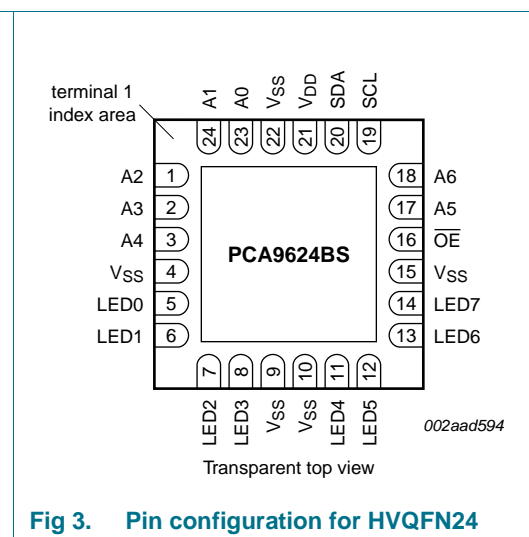 terminal 1
index area
A1 A0 VSS VDD SDA SCL
24 23 22 21 20 19
A2 1 18 A6
A3 2 17 A5
A4 3 16 OE
VSS 4 15 VSS
LED0 5 14 LED7
LED1 6 13 LED6
PCA9624BS
7 8 9 10 11 12
LED2 LED3 VSS VSS LED4 LED5
002aad594
Transparent top view
Fig 3. Pin configuration for HVQFN24